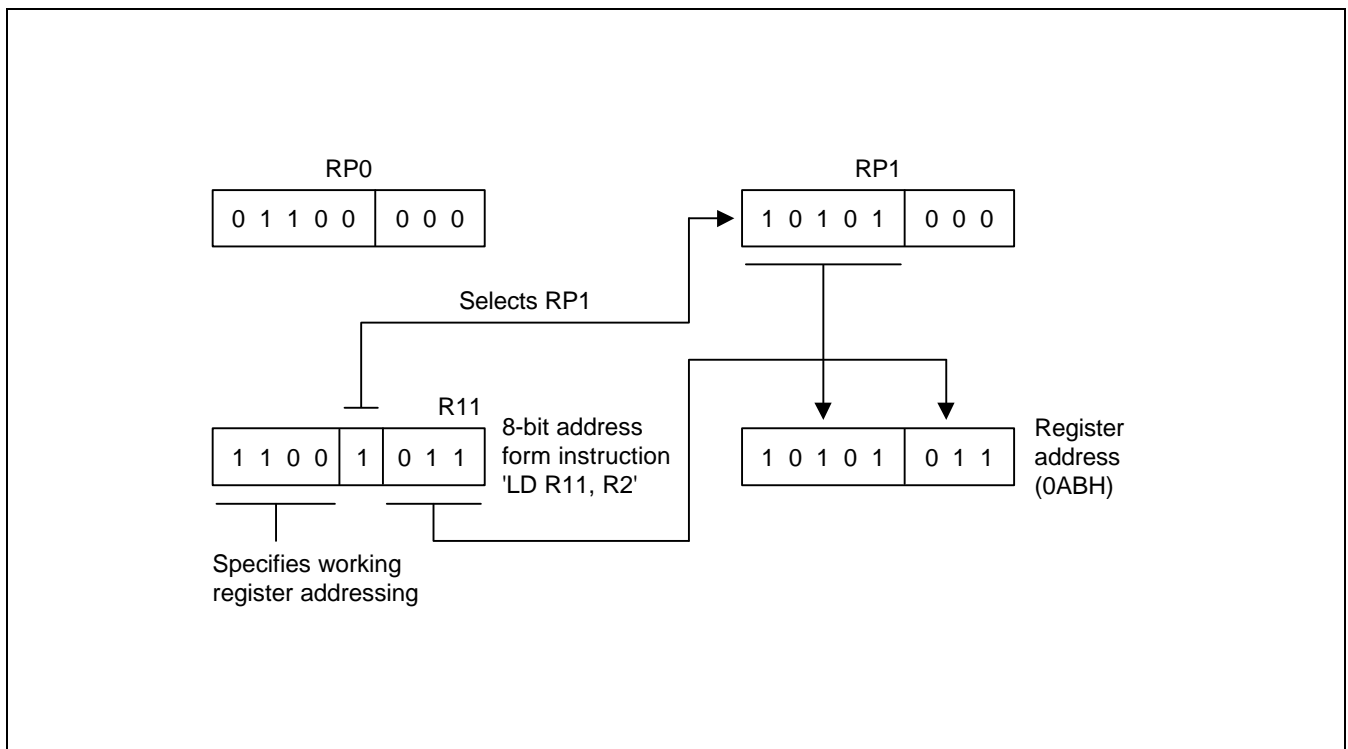 RP0
RP1
0 1 1 0 0 0 0 0
1 0 1 0 1 0 0 0
Selects RP1
R11
1 1 0 0 1 0 1 1
8-bit address
form instruction
'LD R11, R2'
1 0 1 0 1 0 1 1
Register
address
(0ABH)
Specifies working
register addressing